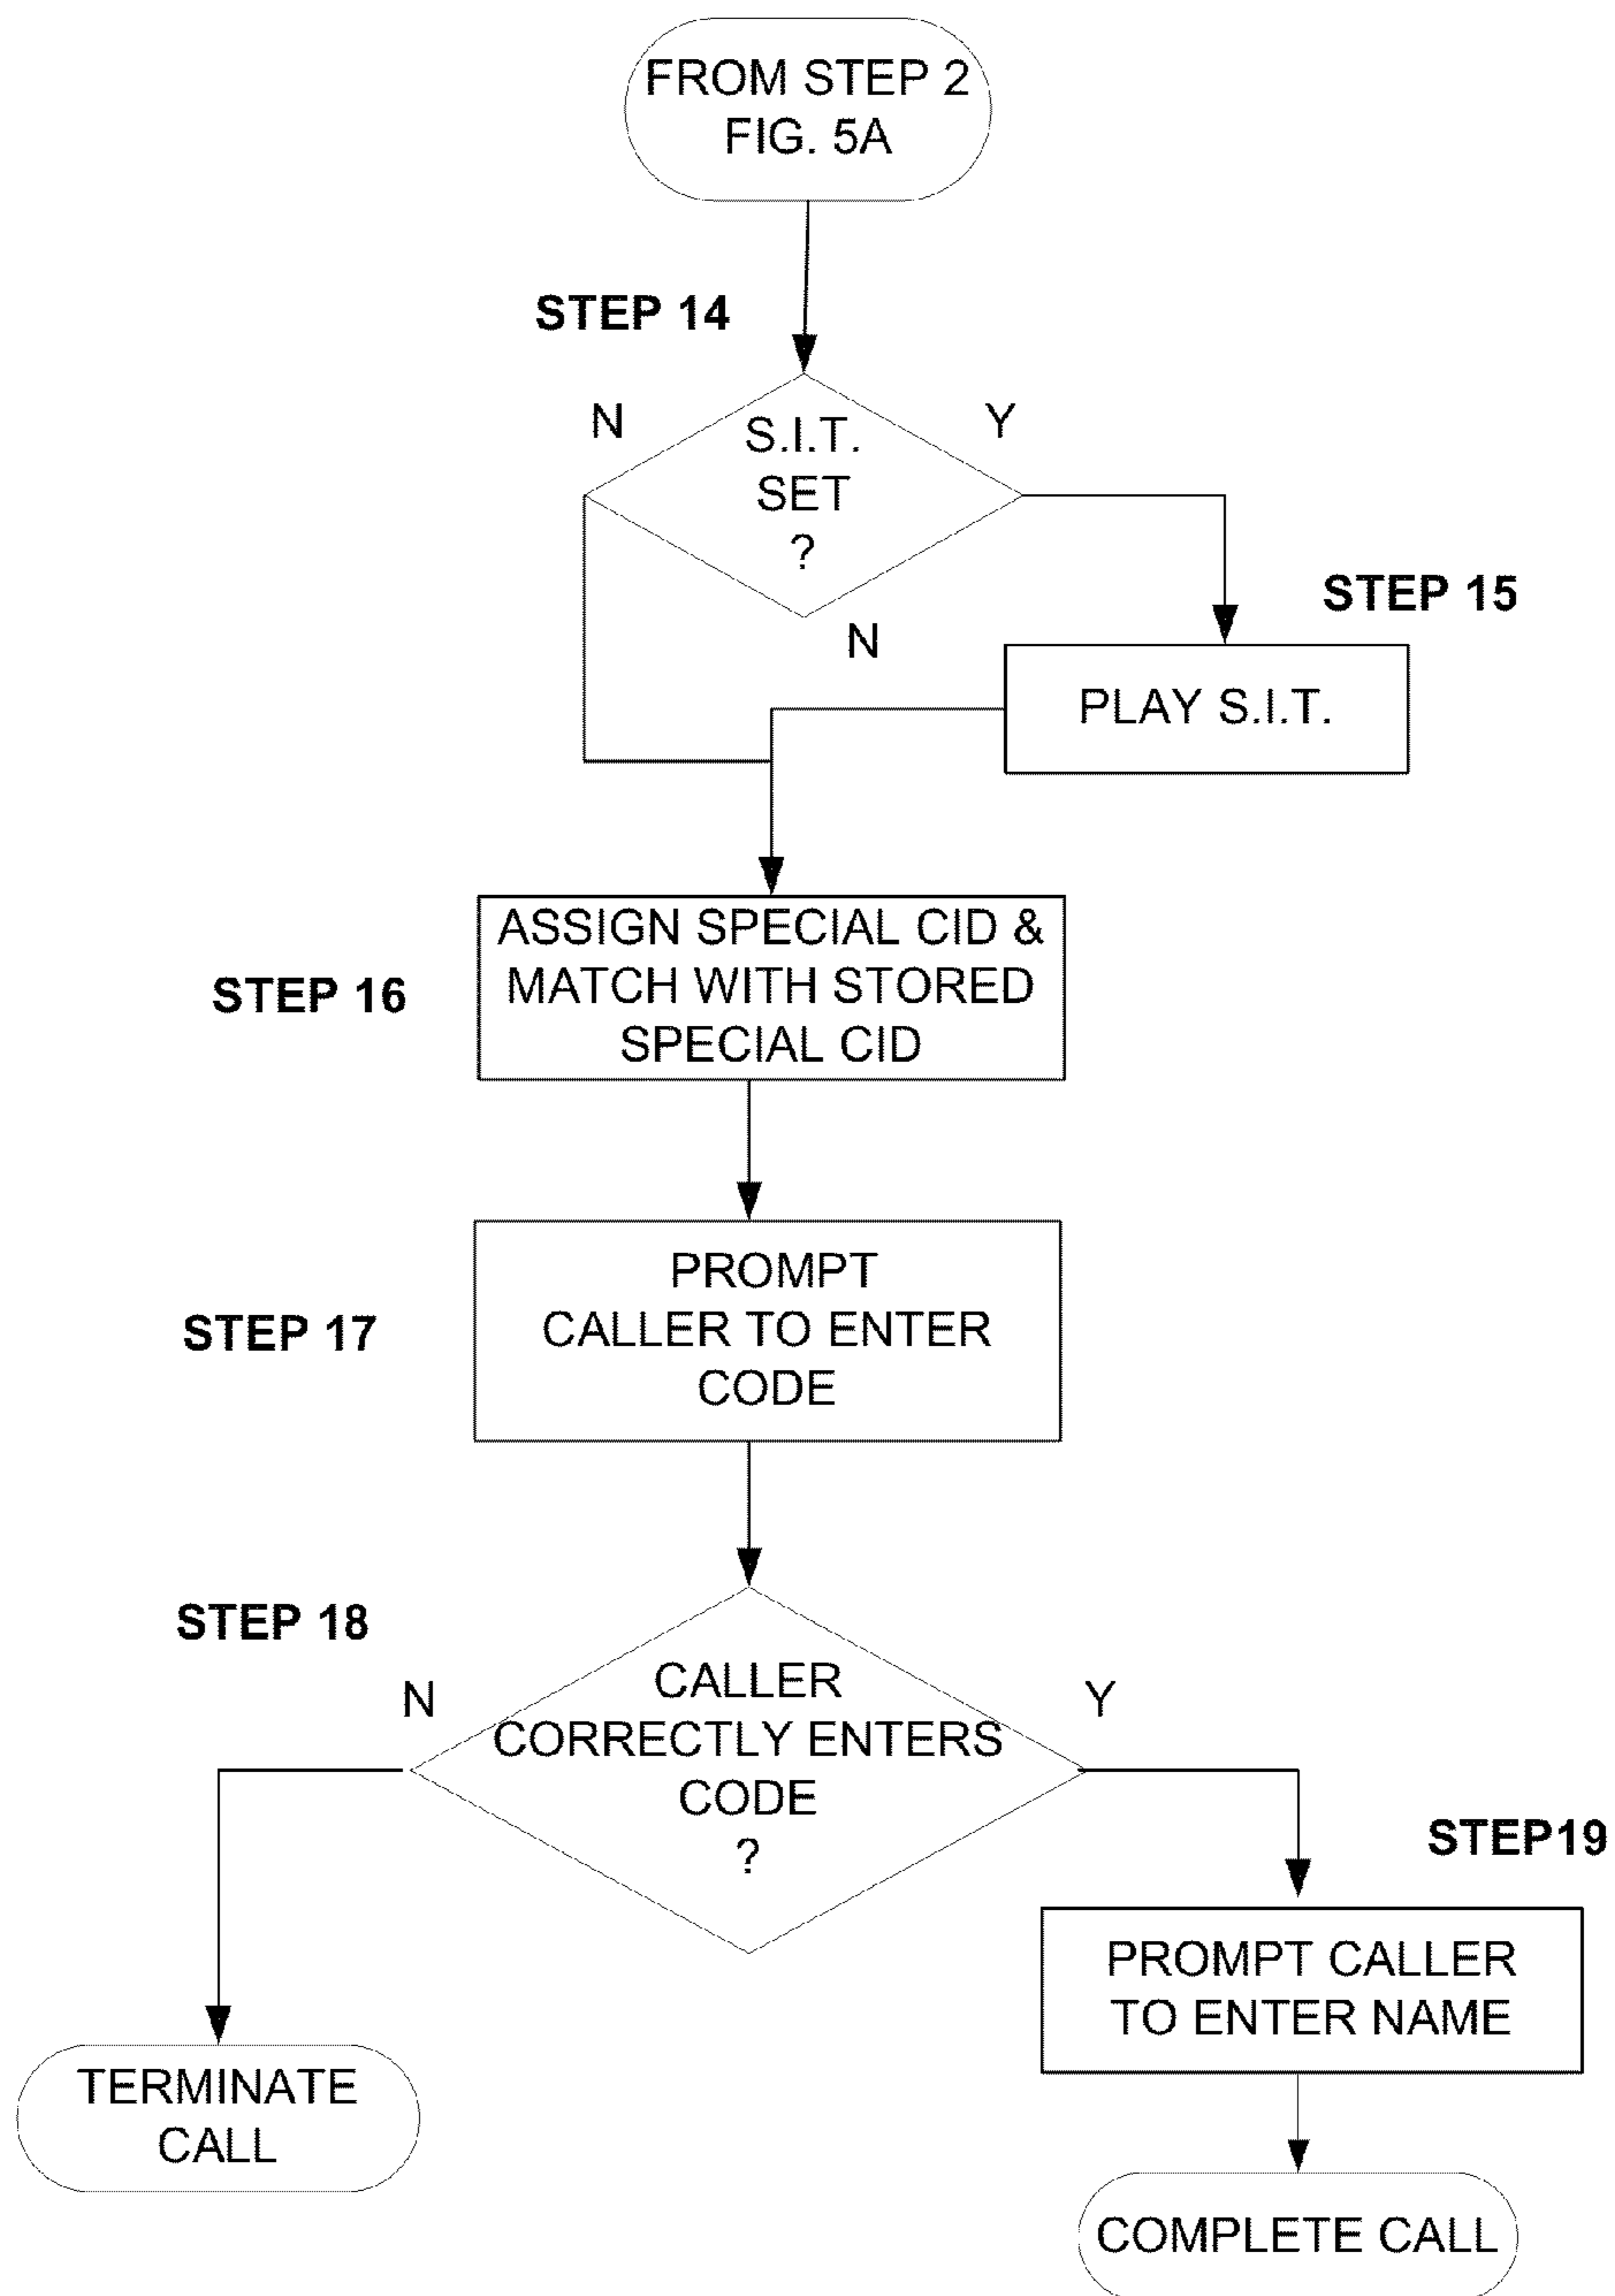 FROM STEP 2
FIG. 5A
STEP 14
N
Y
S.I.T.
SET
?
N
STEP 15
PLAY S.I.T.
STEP 16
ASSIGN SPECIAL CID &
MATCH WITH STORED
SPECIAL CID
STEP 17
PROMPT
CALLER TO ENTER
CODE
STEP 18
N
Y
CALLER
CORRECTLY ENTERS
CODE
?
STEP19
PROMPT CALLER
TO ENTER NAME
TERMINATE
CALL
COMPLETE CALL